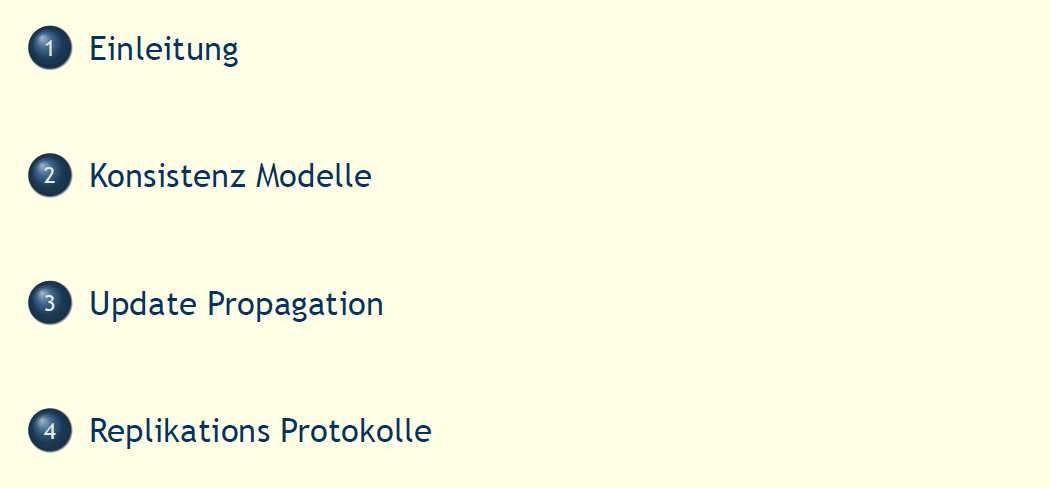 1 Einleitung
2 Konsistenz Modelle
3 Update Propagation
4 Replikations Protokolle